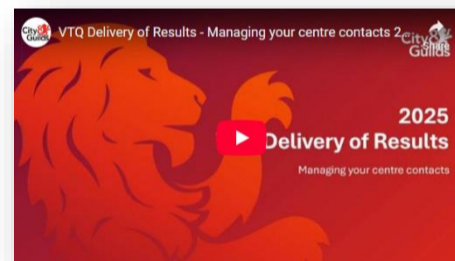 City&
Guilds
VTQ Delivery of Results - Managing your centre contacts 2
City&
Guilds
Share
2025
Delivery of Results
Managing your centre contacts